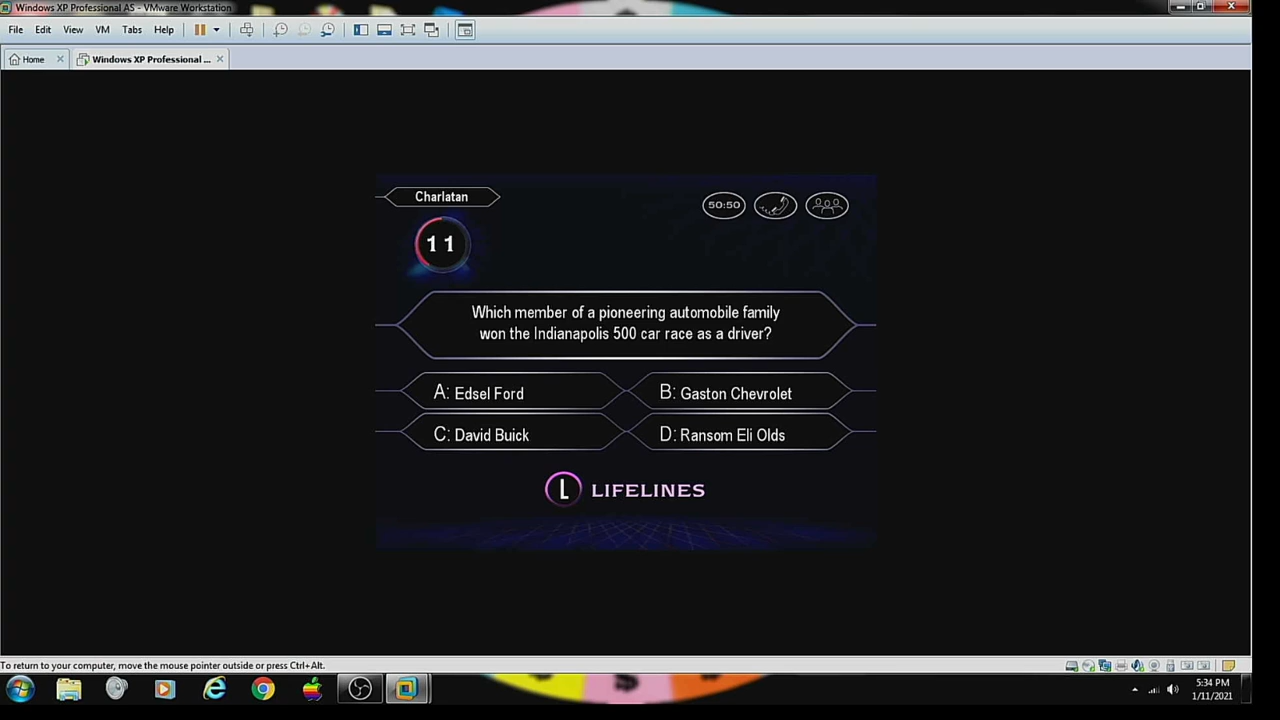 Windows XP Professional AS - VMware Workstation
File Edit View VM Tabs Help
Home Windows XP Professional ...
Charlatan
50:50
11
Which member of a pioneering automobile family
won the Indianapolis 500 car race as a driver?
A: Edsel Ford B: Gaston Chevrolet
C: David Buick D: Ransom Eli Olds
L LIFELINES
To return to your computer, move the mouse pointer outside or press Ctrl+Alt.
5:34 PM
1/11/2021